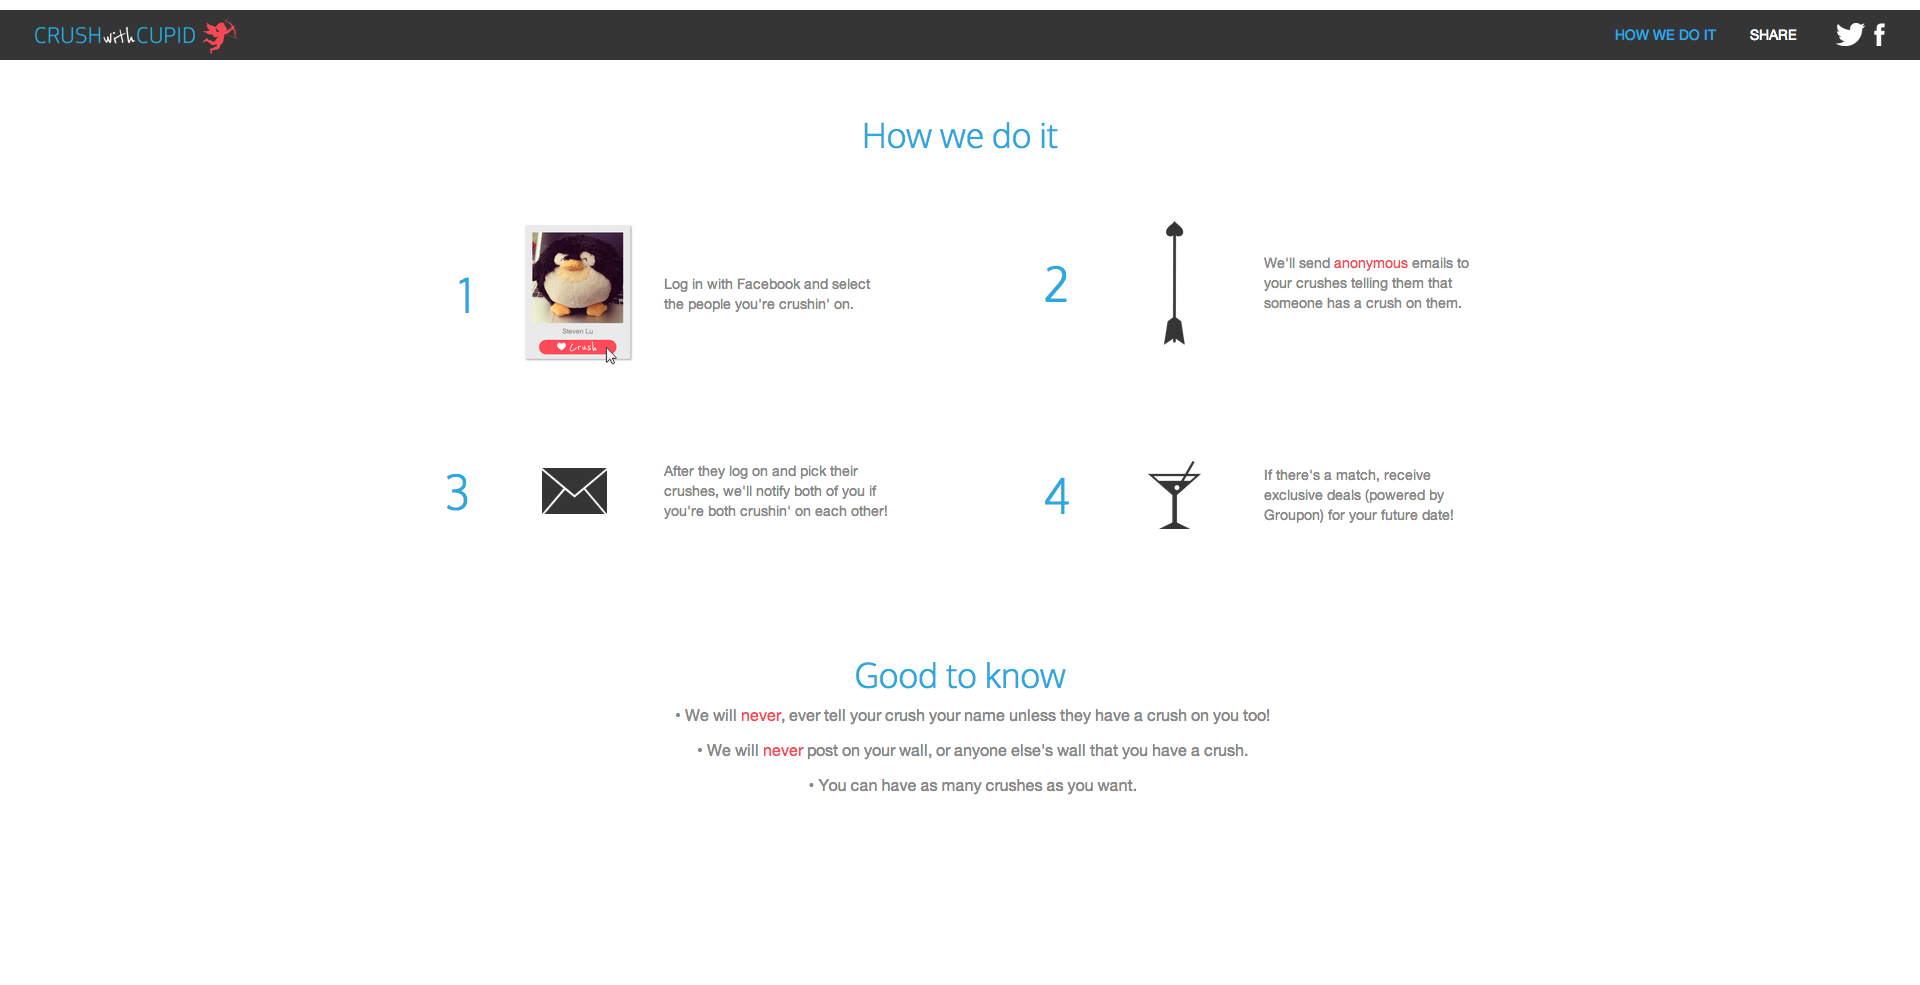 CRUSHwithCUPID
HOW WE DO IT
SHARE
How we do it
1
Steven Lu
Crush
Log in with Facebook and select
the people you're crushin' on.
2
We'll send anonymous emails to
your crushes telling them that
someone has a crush on them.
3
After they log on and pick their
crushes, we'll notify both of you if
you're both crushin' on each other!
4
If there's a match, receive
exclusive deals (powered by
Groupon) for your future date!
Good to know
• We will never, ever tell your crush your name unless they have a crush on you too!
• We will never post on your wall, or anyone else's wall that you have a crush.
• You can have as many crushes as you want.